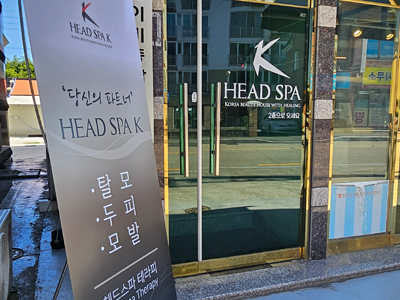 HEAD SPA K
'당신의 파트너'
HEAD SPA K
·탈 모
·두 피
·모 발
헤드스파 테라피
Therapy
K
HEAD SPA
KOREA BEAUTY HOUSE WITH HEALING
2층으로 오세요